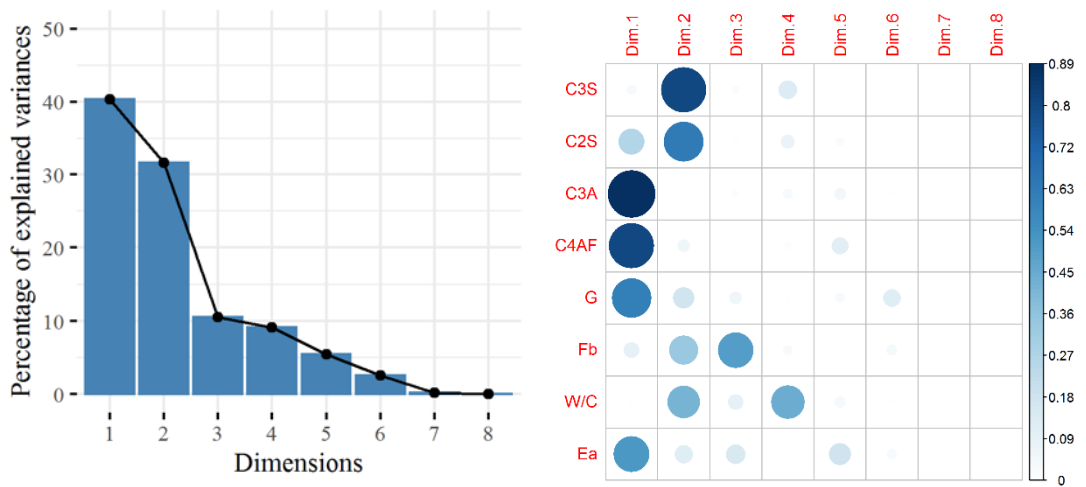 Percentage of explained variances
50
40
30
20
10
0
1 2 3 4 5 6 7 8
Dimensions
Dim.1 Dim.2 Dim.3 Dim.4 Dim.5 Dim.6 Dim.7 Dim.8
C3S
C2S
C3A
C4AF
G
Fb
W/C
Ea
0.89
0.8
0.72
0.63
0.54
0.45
0.36
0.27
0.18
0.09
0